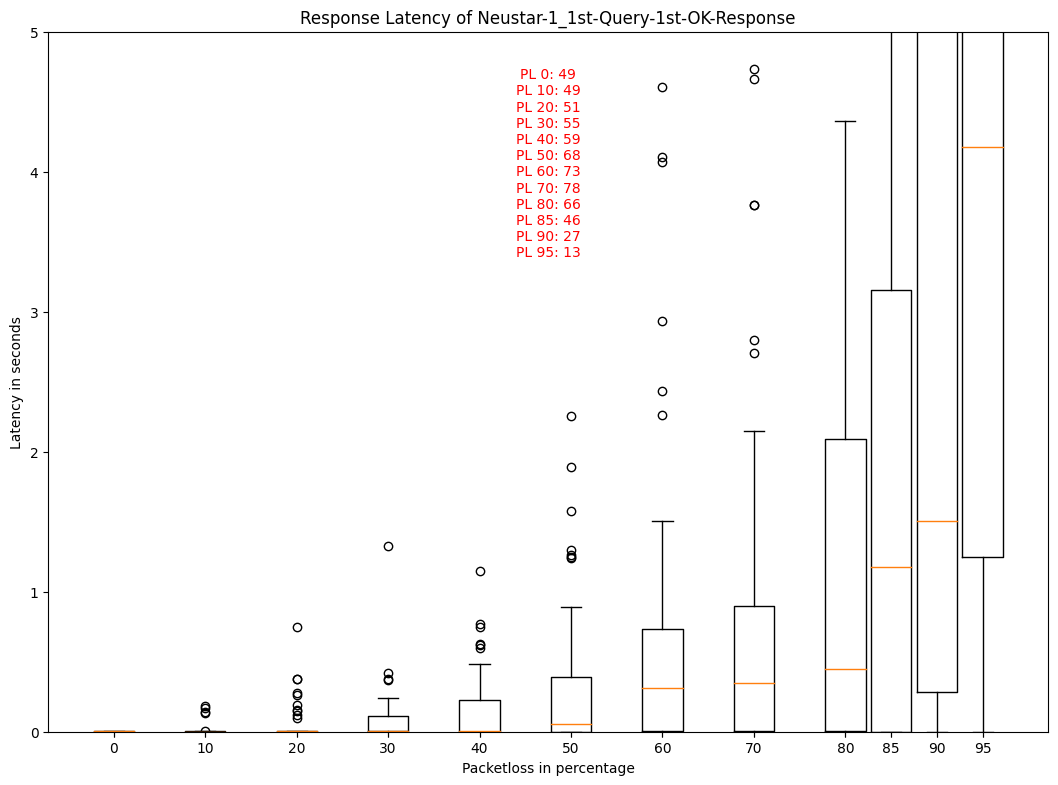 Response Latency of Neustar-1_1st-Query-1st-OK-Response
5
4
3
2
1
0
Latency in seconds
PL 0: 49
PL 10: 49
PL 20: 51
PL 30: 55
PL 40: 59
PL 50: 68
PL 60: 73
PL 70: 78
PL 80: 66
PL 85: 46
PL 90: 27
PL 95: 13
0 10 20 30 40 50 60 70 80 85 90 95
Packetloss in percentage